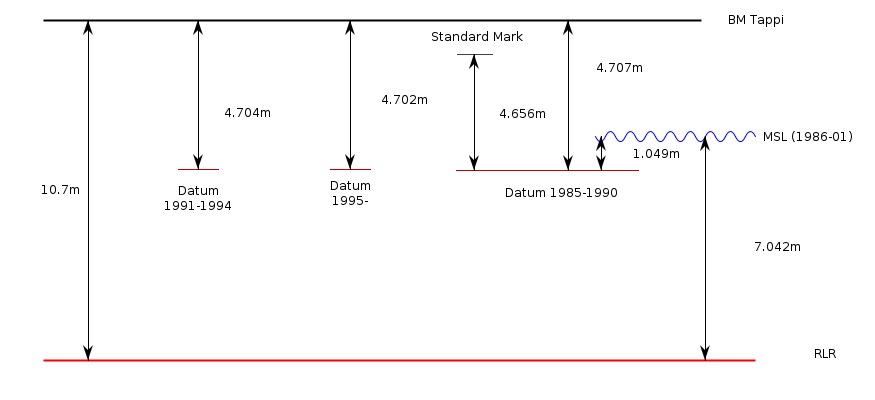 BM Tappi
Standard Mark
4.707m
4.704m
4.702m
4.656m
MSL (1986-01)
1.049m
10.7m
Datum
1991-1994
Datum
1995-
Datum 1985-1990
7.042m
RLR